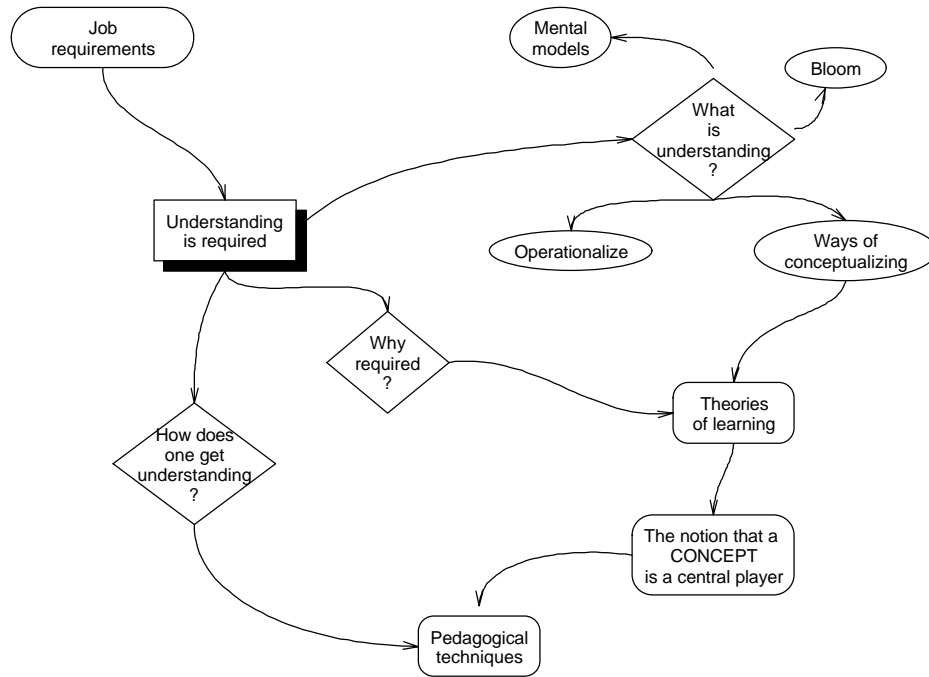 Job
requirements
Mental
models
Bloom
What
is
understanding
?
Understanding
is required
Operationalize
Ways of
conceptualizing
Why
required
?
Theories
of learning
How does
one get
understanding
?
The notion that a
CONCEPT
is a central player
Pedagogical
techniques